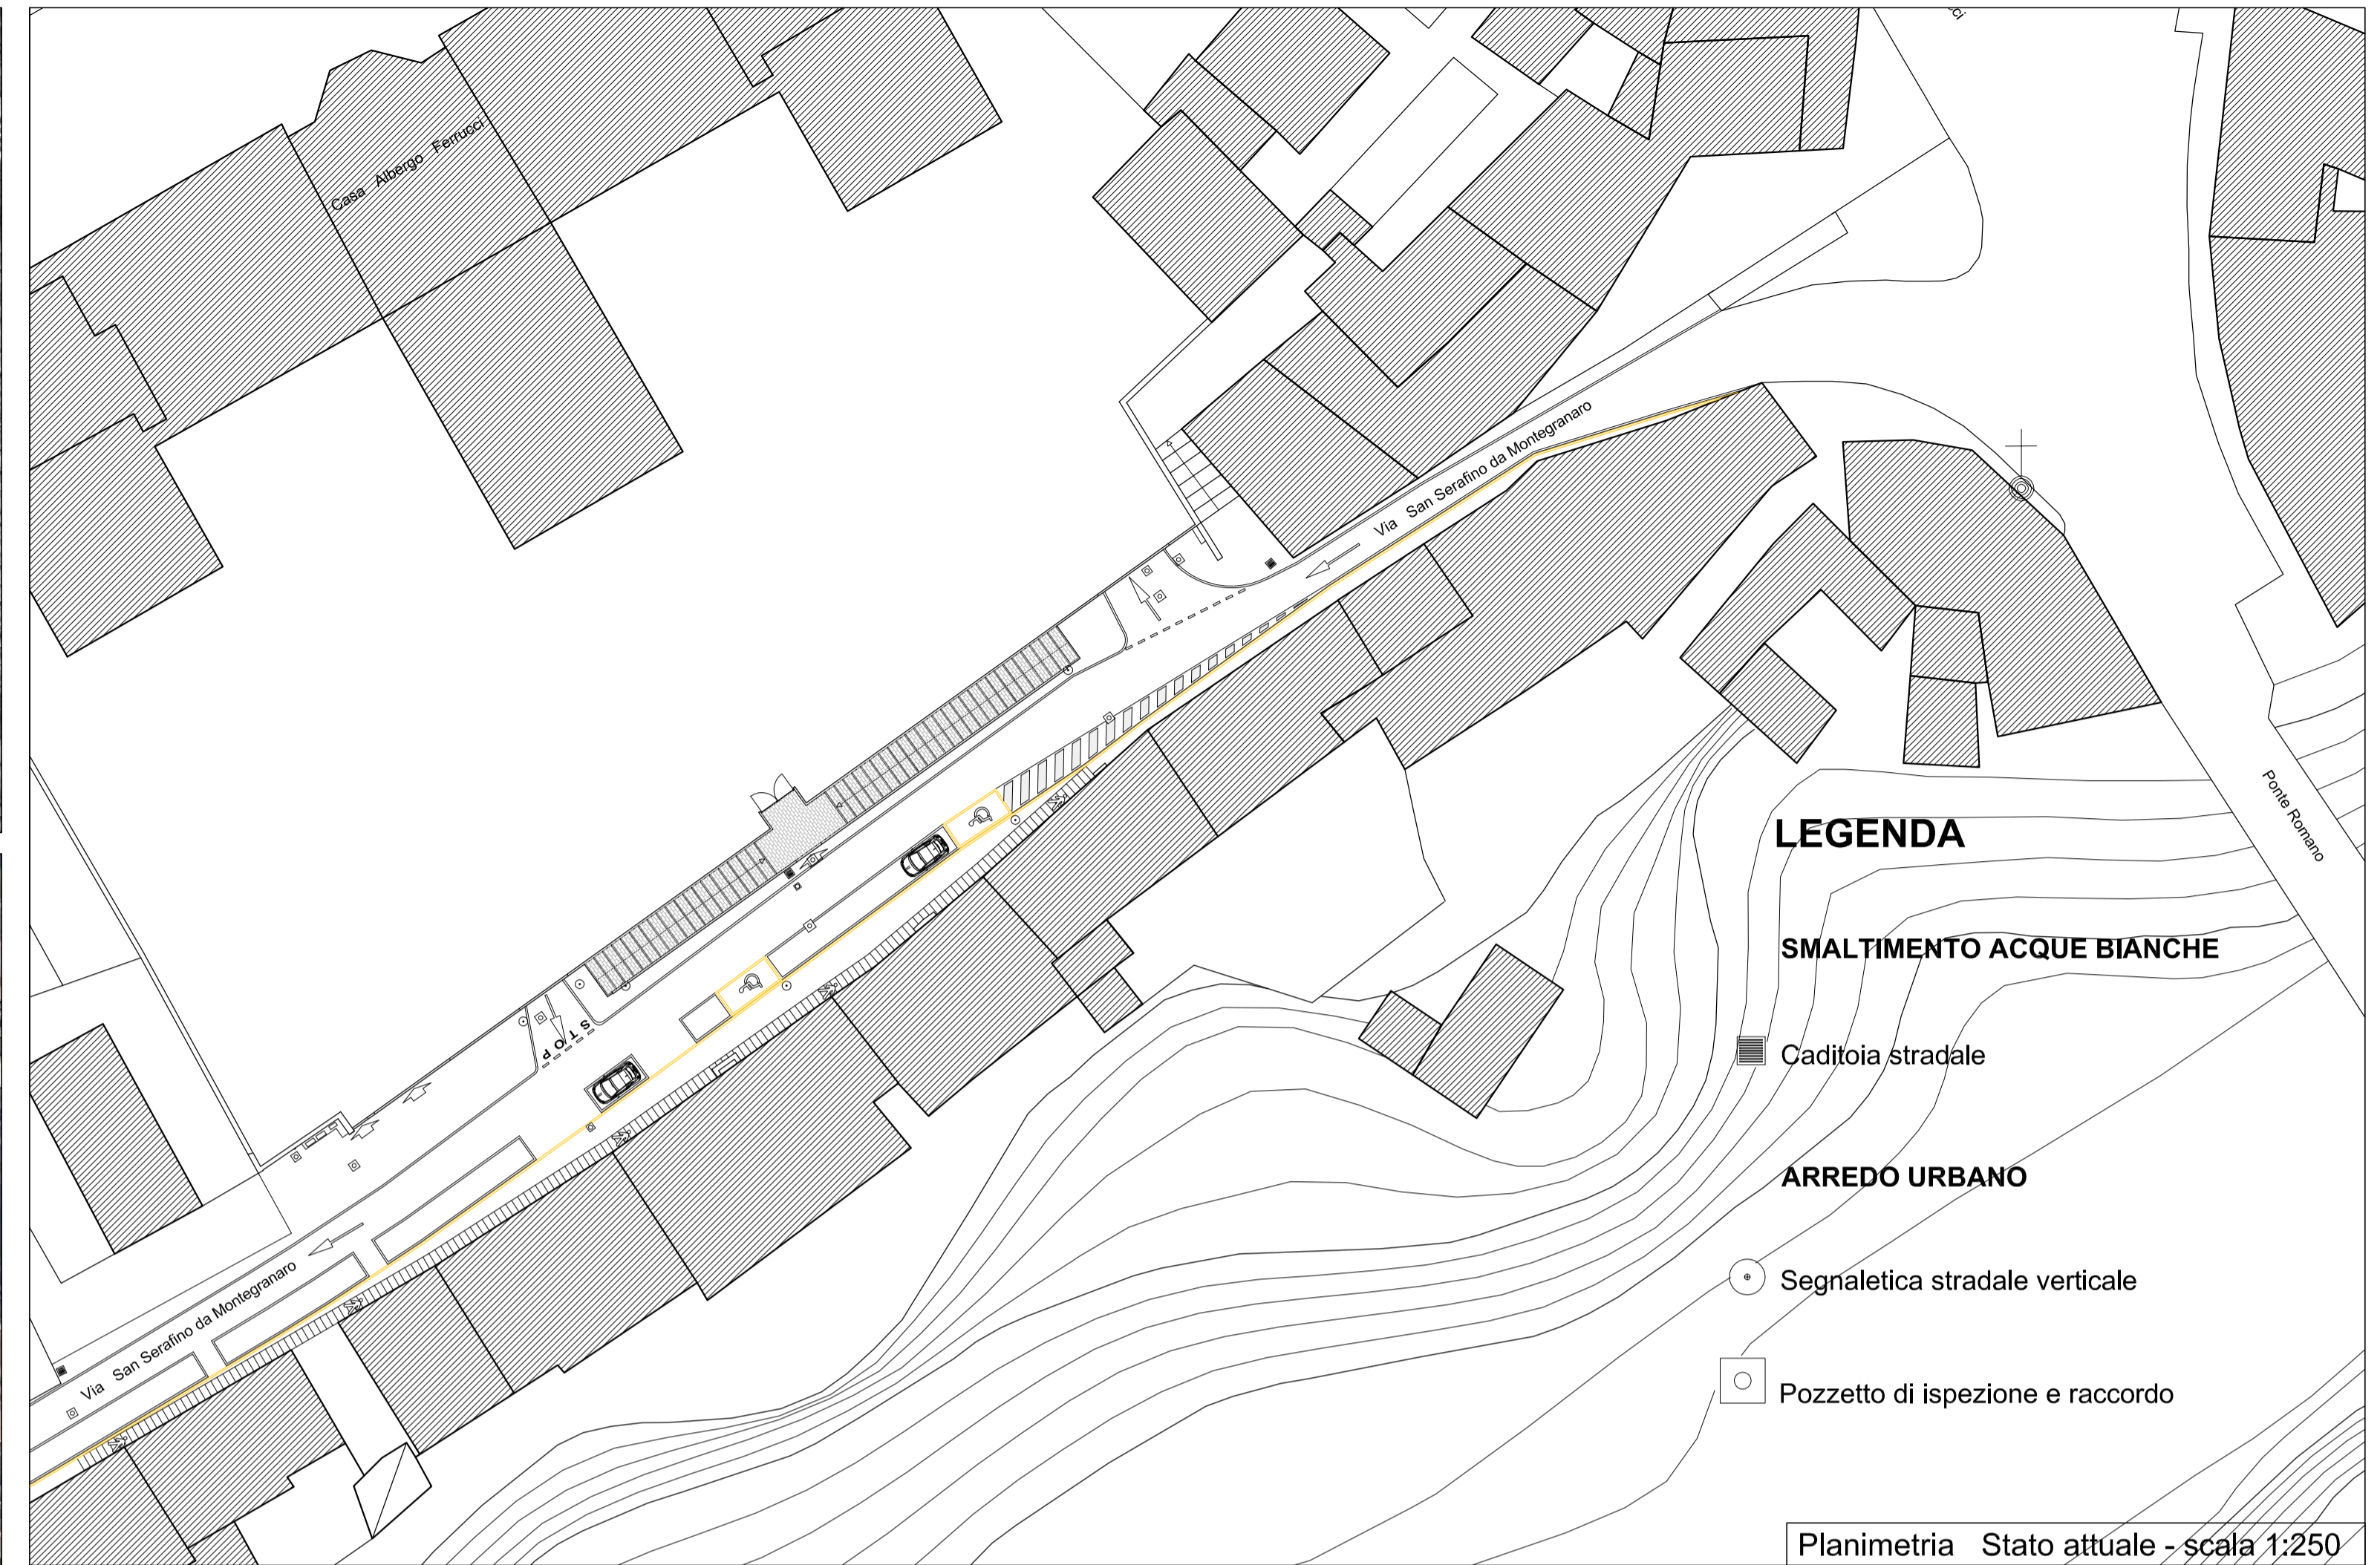 Casa Albergo Ferrucci
Via San Serafino da Montegranaro
STOP
Via San Serafino da Montegranaro
Ponte Romano
LEGENDA
SMALTIMENTO ACQUE BIANCHE
Caditoia stradale
ARREDO URBANO
Segnaletica stradale verticale
Pozzetto di ispezione e raccordo
Planimetria Stato attuale - scala 1:250